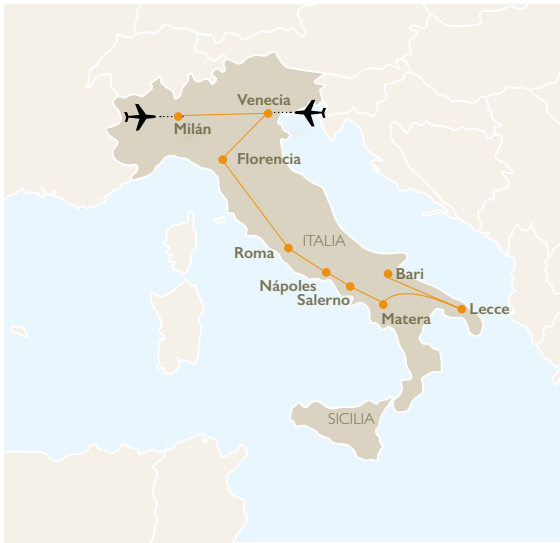 Venecia
Milán
Florencia
ITALIA
Roma
Bari
Nápoles
Salerno
Lecce
Matera
SICILIA